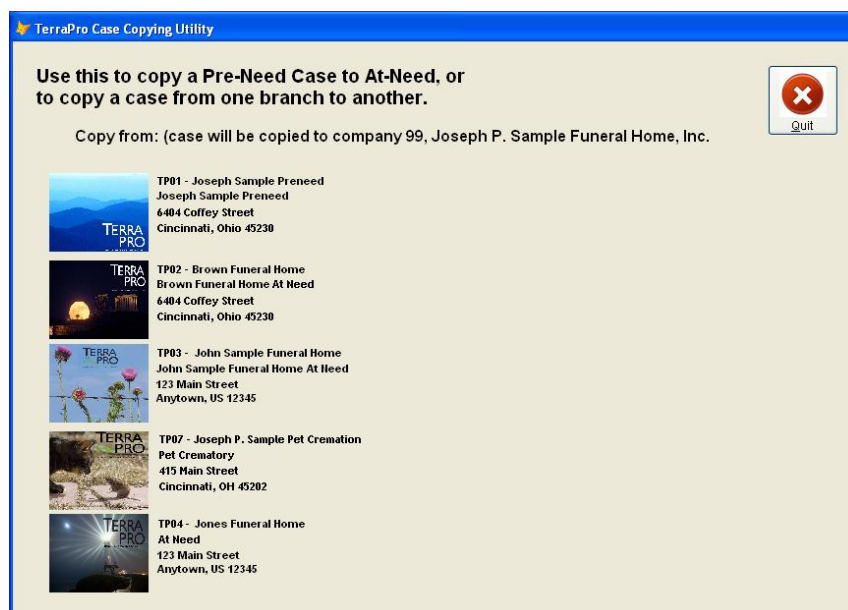 TerraPro Case Copying Utility
Use this to copy a Pre-Need Case to At-Need, or
to copy a case from one branch to another.
Quit
Copy from: (case will be copied to company 99, Joseph P. Sample Funeral Home, Inc.
TERRA
PRO
TP01 - Joseph Sample Preneed
Joseph Sample Preneed
6404 Coffey Street
Cincinnati, Ohio 45230
TERRA
PRO
TP02 - Brown Funeral Home
Brown Funeral Home At Need
6404 Coffey Street
Cincinnati, Ohio 45230
TERRA
PRO
TP03 - John Sample Funeral Home
John Sample Funeral Home At Need
123 Main Street
Anytown, US 12345
TERRA
PRO
TP07 - Joseph P. Sample Pet Cremation
Pet Crematory
415 Main Street
Cincinnati, OH 45202
TERRA
PRO
TP04 - Jones Funeral Home
At Need
123 Main Street
Anytown, US 12345